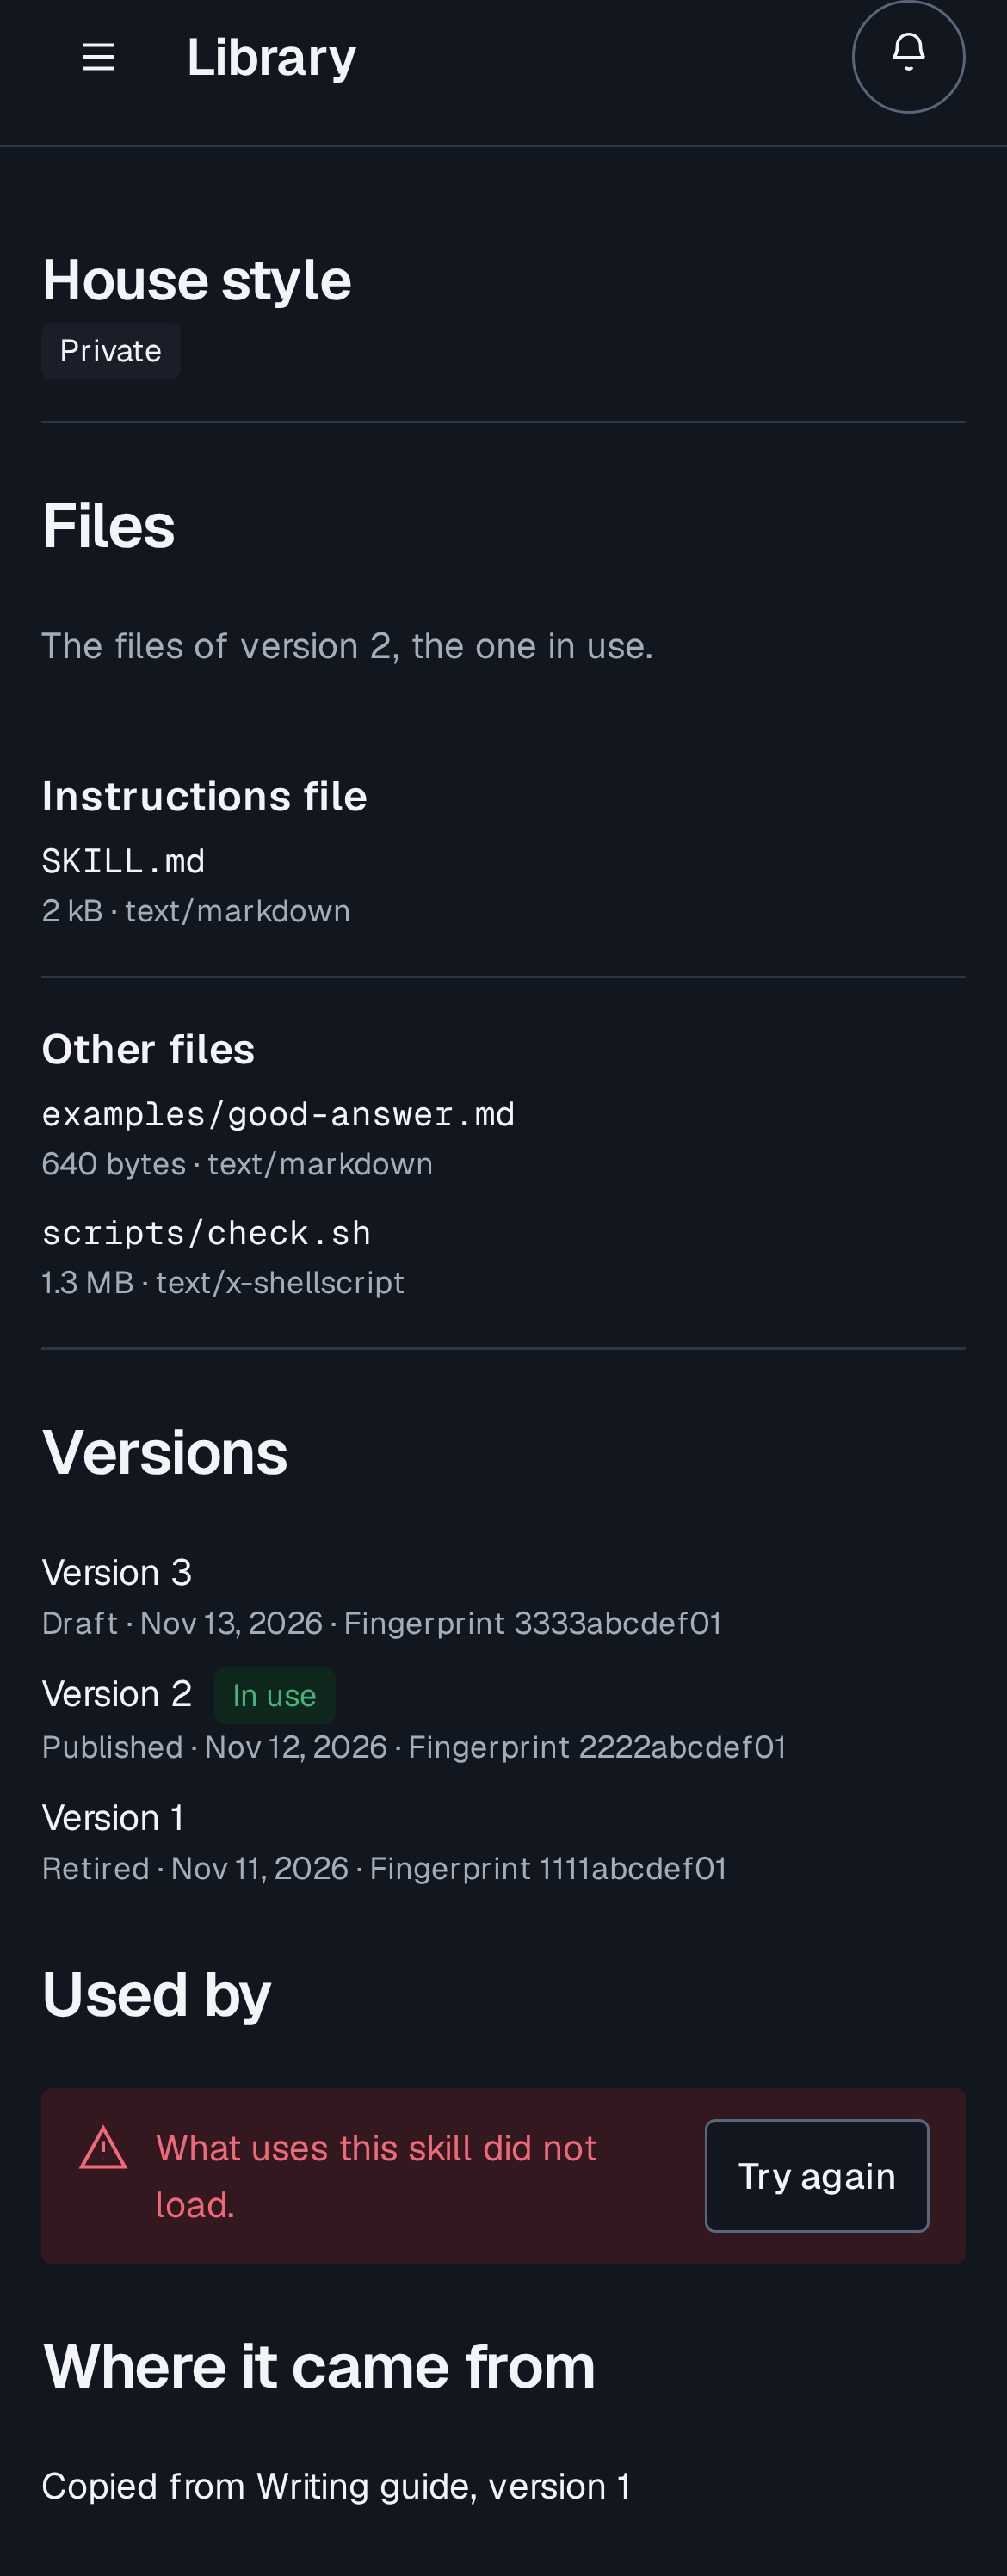 Library
House style
Private
Files
The files of version 2, the one in use.
Instructions file
SKILL.md
2 kB · text/markdown
Other files
examples/good-answer.md
640 bytes · text/markdown
scripts/check.sh
1.3 MB · text/x-shellscript
Versions
Version 3
Draft · Nov 13, 2026 · Fingerprint 3333abcdef01
Version 2 In use
Published · Nov 12, 2026 · Fingerprint 2222abcdef01
Version 1
Retired · Nov 11, 2026 · Fingerprint 1111abcdef01
Used by
What uses this skill did not
load.
Try again
Where it came from
Copied from Writing guide, version 1